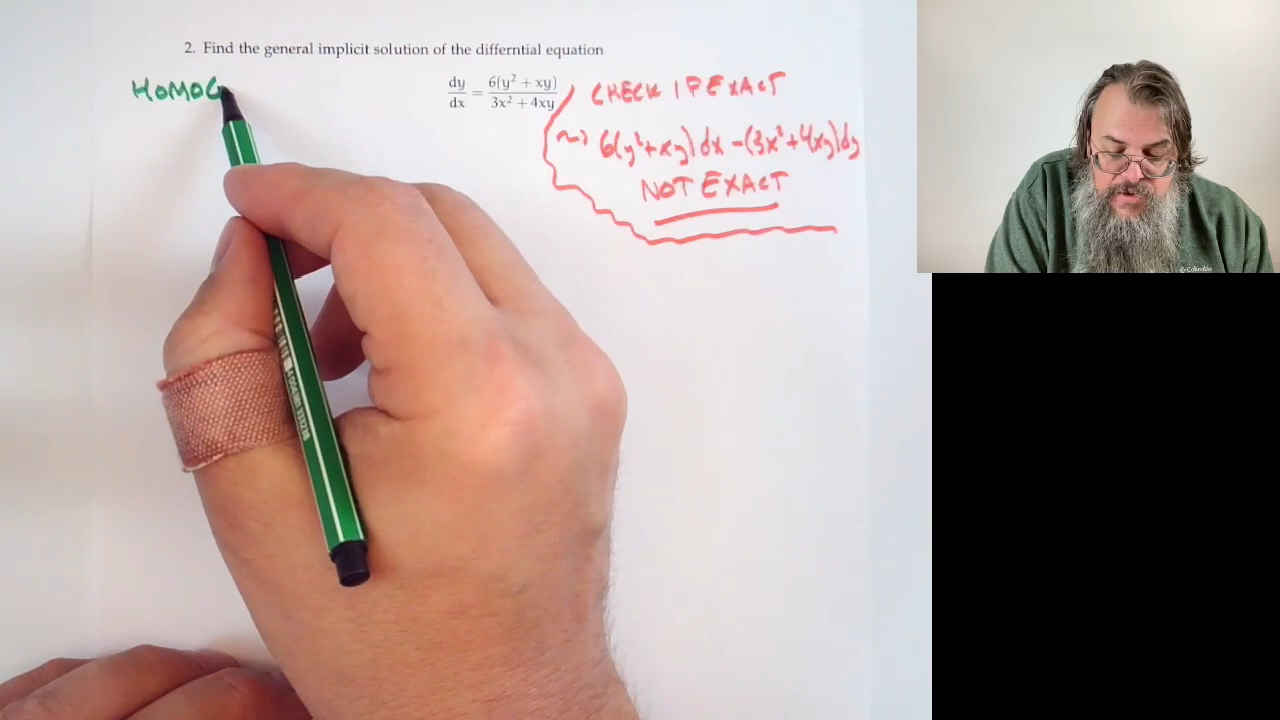 2. Find the general implicit solution of the differntial equation
dy/dx = 6(y² + xy)/3x² + 4xy
HOMOG
CHECK IF EXACT
~> 6(y²+xy)dx -(3x²+4xy)dy
NOT EXACT
Columbia